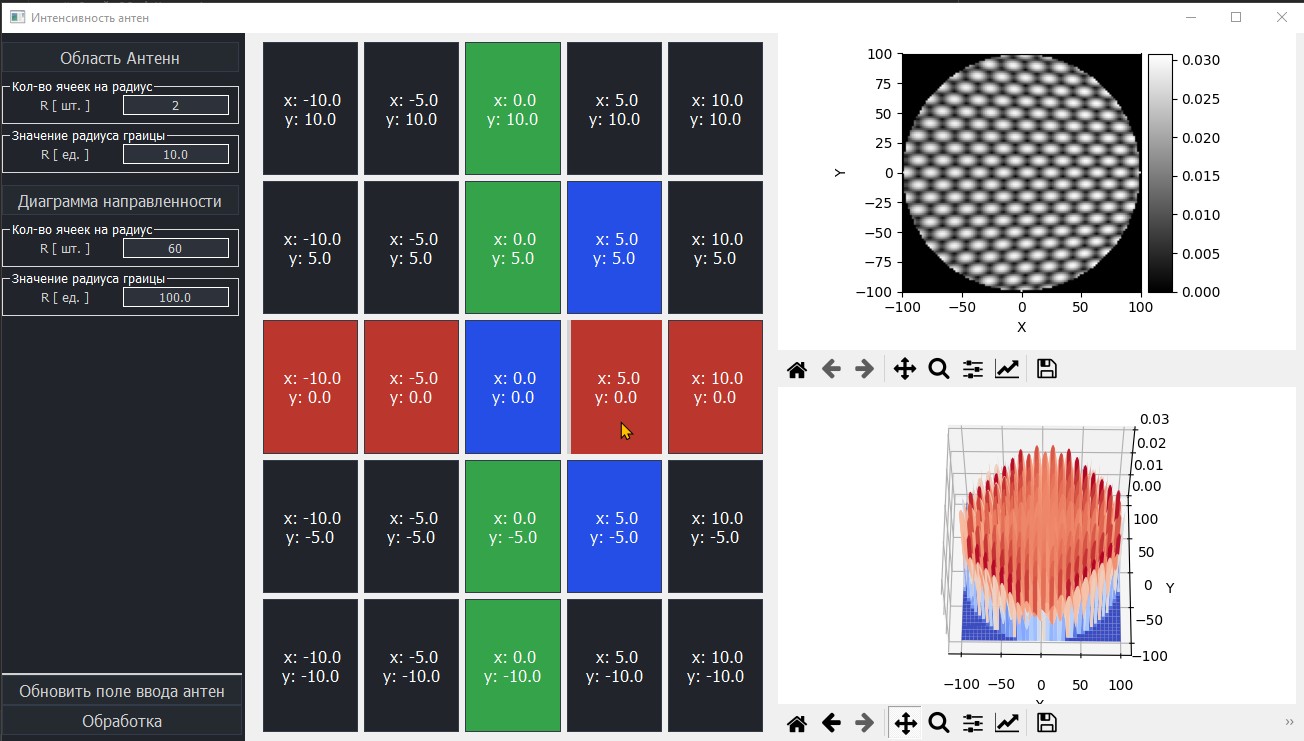 Интенсивность антен
Область Антенн
Кол-во ячеек на радиус
R [ шт. ] 2
Значение радиуса граицы
R [ ед. ] 10.0
Диаграмма направленности
Кол-во ячеек на радиус
R [ шт. ] 60
Значение радиуса граицы
R [ ед. ] 100.0
Обновить поле ввода антен
Обработка
x: -10.0 x: -5.0 x: 0.0 x: 5.0 x: 10.0
y: 10.0 y: 10.0 y: 10.0 y: 10.0 y: 10.0
x: -10.0 x: -5.0 x: 0.0 x: 5.0 x: 10.0
y: 5.0 y: 5.0 y: 5.0 y: 5.0 y: 5.0
x: -10.0 x: -5.0 x: 0.0 x: 5.0 x: 10.0
y: 0.0 y: 0.0 y: 0.0 y: 0.0 y: 0.0
x: -10.0 x: -5.0 x: 0.0 x: 5.0 x: 10.0
y: -5.0 y: -5.0 y: -5.0 y: -5.0 y: -5.0
x: -10.0 x: -5.0 x: 0.0 x: 5.0 x: 10.0
y: -10.0 y: -10.0 y: -10.0 y: -10.0 y: -10.0
100
75
50
25
0
−25
−50
−75
−100
Y
−100 −50 0 50 100
X
0.030
0.025
0.020
0.015
0.010
0.005
0.000
0.03
0.02
0.01
0.00
100
50
0 Y
−50
−100
−100 −50 0 50 100